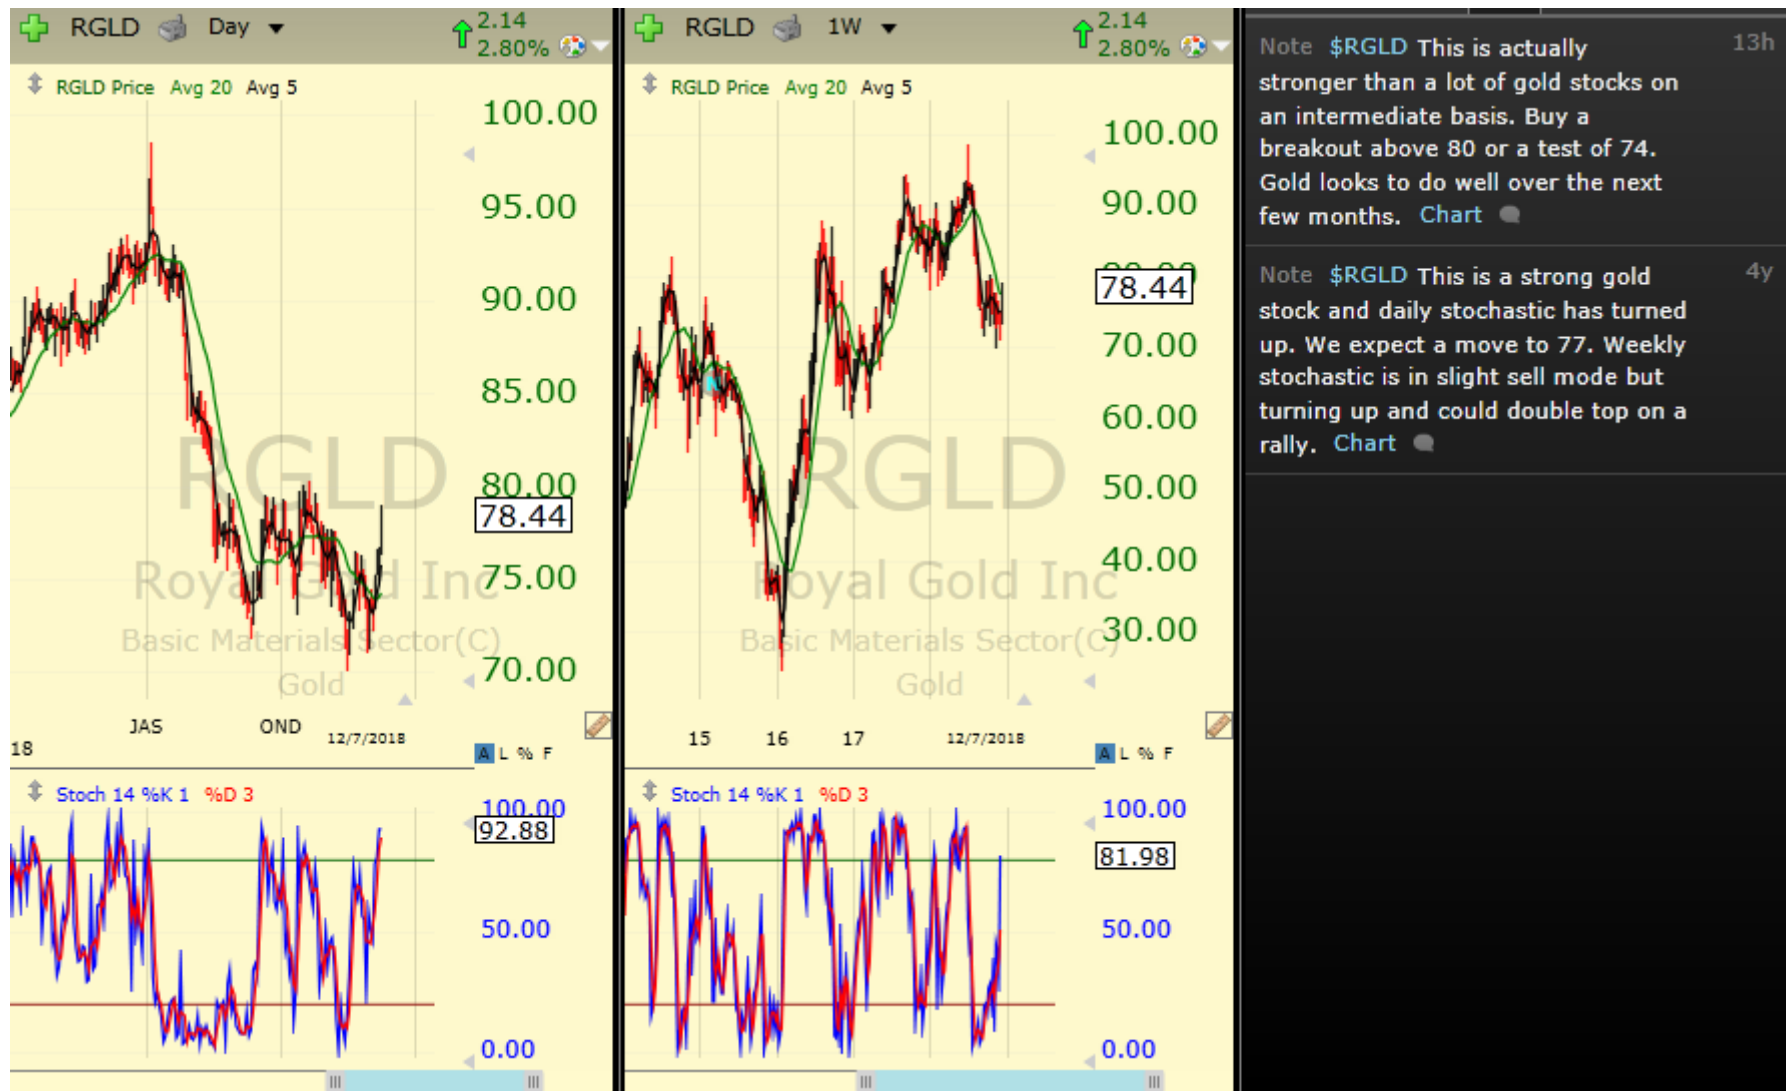 RGLD Day
2.14
2.80%
RGLD Price Avg 20 Avg 5
100.00
95.00
90.00
85.00
80.00
78.44
75.00
70.00
RGLD
Royal Gold Inc
Basic Materials Sector(C)
Gold
18
JAS
OND
12/7/2018
A L % F
Stoch 14 %K 1 %D 3
100.00
92.88
50.00
0.00
RGLD 1W
2.14
2.80%
RGLD Price Avg 20 Avg 5
100.00
90.00
80.00
78.44
70.00
60.00
50.00
40.00
30.00
RGLD
Royal Gold Inc
Basic Materials Sector(C)
Gold
15
16
17
12/7/2018
A L % F
Stoch 14 %K 1 %D 3
100.00
81.98
50.00
0.00
Note $RGLD This is actually 13h
stronger than a lot of gold stocks on
an intermediate basis. Buy a
breakout above 80 or a test of 74.
Gold looks to do well over the next
few months. Chart
Note $RGLD This is a strong gold 4y
stock and daily stochastic has turned
up. We expect a move to 77. Weekly
stochastic is in slight sell mode but
turning up and could double top on a
rally. Chart